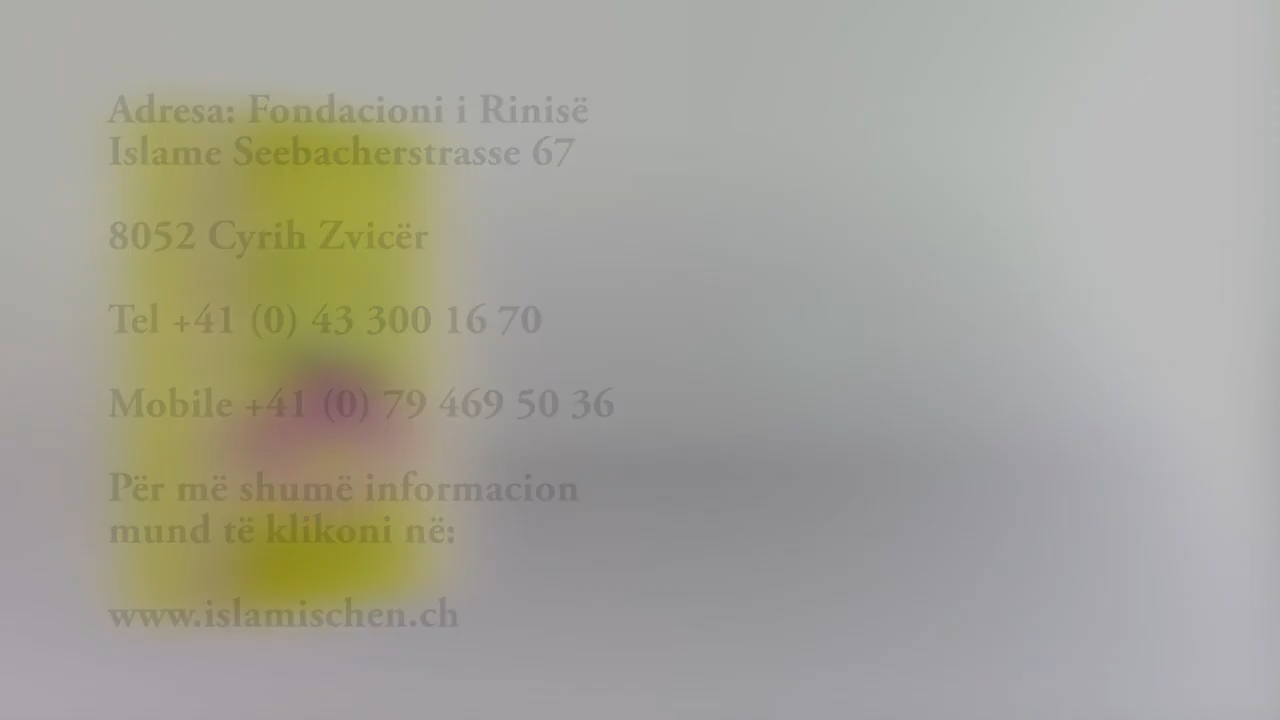 Adresa: Fondacioni i Rinisë
Islame Seebacherstrasse 67
8052 Cyrih Zvicër
Tel +41 (0) 43 300 16 70
Mobile +41 (0) 79 469 50 36
Për më shumë informacion
mund të klikoni në:
www.islamischen.ch